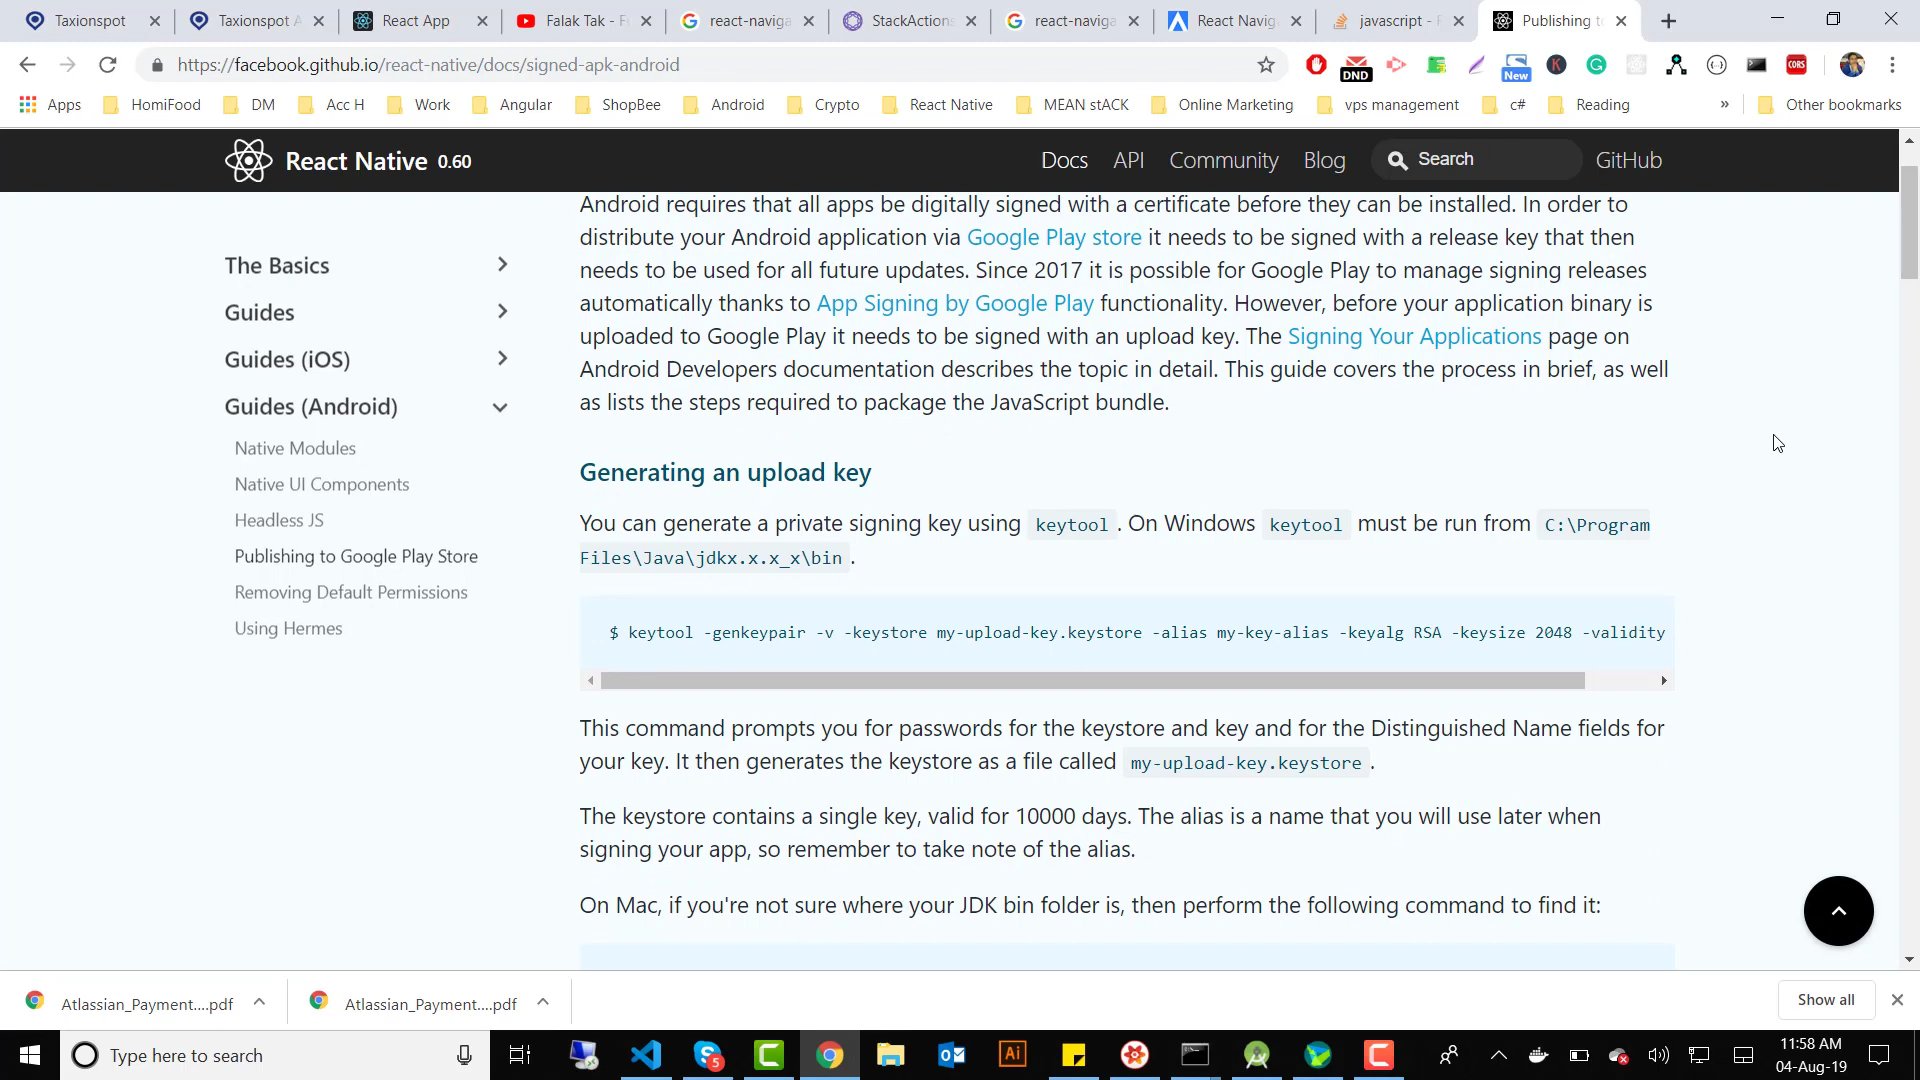 Taxionspot
Taxionspot A
React App
Falak Tak - F
react-naviga
StackActions
react-naviga
React Navig
javascript - R
Publishing to
https://facebook.github.io/react-native/docs/signed-apk-android
DND
New
K
CORS
Apps
HomiFood
DM
Acc H
Work
Angular
ShopBee
Android
Crypto
React Native
MEAN stACK
Online Marketing
vps management
c#
Reading
»
Other bookmarks
React Native 0.60
Docs
API
Community
Blog
Search
GitHub
The Basics
Guides
Guides (iOS)
Guides (Android)
Native Modules
Native UI Components
Headless JS
Publishing to Google Play Store
Removing Default Permissions
Using Hermes
Android requires that all apps be digitally signed with a certificate before they can be installed. In order to
distribute your Android application via Google Play store it needs to be signed with a release key that then
needs to be used for all future updates. Since 2017 it is possible for Google Play to manage signing releases
automatically thanks to App Signing by Google Play functionality. However, before your application binary is
uploaded to Google Play it needs to be signed with an upload key. The Signing Your Applications page on
Android Developers documentation describes the topic in detail. This guide covers the process in brief, as well
as lists the steps required to package the JavaScript bundle.
Generating an upload key
You can generate a private signing key using keytool . On Windows keytool must be run from C:\Program
Files\Java\jdkx.x.x_x\bin .
$ keytool -genkeypair -v -keystore my-upload-key.keystore -alias my-key-alias -keyalg RSA -keysize 2048 -validity
This command prompts you for passwords for the keystore and key and for the Distinguished Name fields for
your key. It then generates the keystore as a file called my-upload-key.keystore .
The keystore contains a single key, valid for 10000 days. The alias is a name that you will use later when
signing your app, so remember to take note of the alias.
On Mac, if you're not sure where your JDK bin folder is, then perform the following command to find it:
Atlassian_Payment....pdf
Atlassian_Payment....pdf
Show all
Type here to search
5
Ai
11:58 AM
04-Aug-19